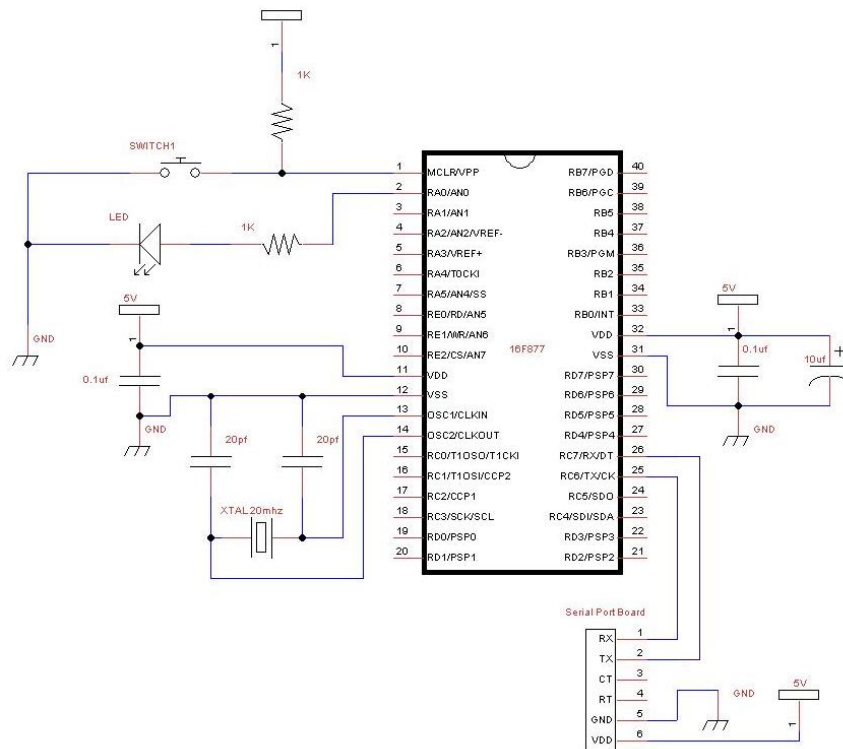 1
1K
SWITCH1
LED
1K
GND
5V
1
0.1uf
GND
20pf
20pf
XTAL20mhz
1 MCLR/VPP
2 RA0/AN0
3 RA1/AN1
4 RA2/AN2/VREF-
5 RA3/VREF+
6 RA4/T0CKI
7 RA5/AN4/SS
8 RE0/RD/AN5
9 RE1/WR/AN6
10 RE2/CS/AN7
11 VDD
12 VSS
13 OSC1/CLKIN
14 OSC2/CLKOUT
15 RC0/T1OSO/T1CKI
16 RC1/T1OSI/CCP2
17 RC2/CCP1
18 RC3/SCK/SCL
19 RD0/PSP0
20 RD1/PSP1
16F877
RB7/PGD 40
RB6/PGC 39
RB5 38
RB4 37
RB3/PGM 36
RB2 35
RB1 34
RB0/INT 33
VDD 32
VSS 31
RD7/PSP7 30
RD6/PSP6 29
RD5/PSP5 28
RD4/PSP4 27
RC7/RX/DT 26
RC6/TX/CK 25
RC5/SDO 24
RC4/SDI/SDA 23
RD3/PSP3 22
RD2/PSP2 21
5V
1
0.1uf
10uf
+
GND
Serial Port Board
RX 1
TX 2
CT 3
RT 4
GND 5
VDD 6
GND
5V
1